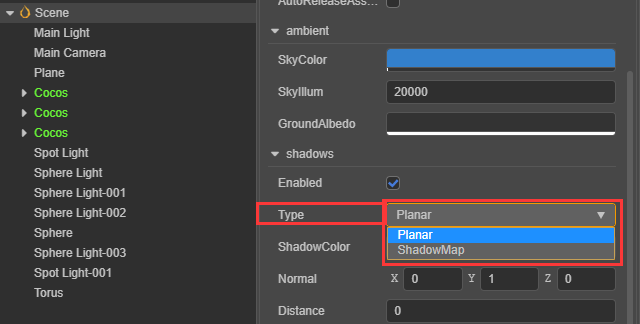 Scene
Main Light
Main Camera
Plane
Cocos
Cocos
Cocos
Spot Light
Sphere Light
Sphere Light-001
Sphere Light-002
Sphere
Sphere Light-003
Spot Light-001
Torus
AutoReleaseAss...
ambient
SkyColor
SkyIllum 20000
GroundAlbedo
shadows
Enabled
Type Planar
Planar
ShadowMap
ShadowColor
Normal X 0 Y 1 Z 0
Distance 0